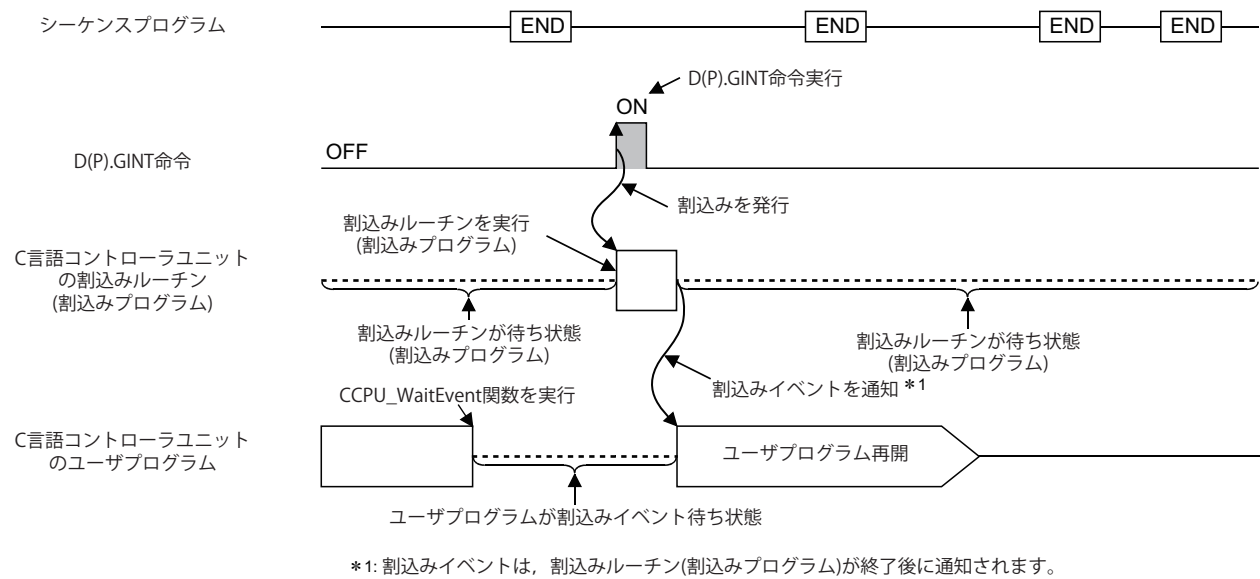 シーケンスプログラム
END
END
END
END
D(P).GINT命令実行
ON
D(P).GINT命令
OFF
割込みを発行
割込みルーチンを実行
(割込みプログラム)
C言語コントローラユニット
の割込みルーチン
(割込みプログラム)
割込みルーチンが待ち状態
(割込みプログラム)
割込みルーチンが待ち状態
(割込みプログラム)
割込みイベントを通知 *1
CCPU_WaitEvent関数を実行
C言語コントローラユニット
のユーザプログラム
ユーザプログラム再開
ユーザプログラムが割込みイベント待ち状態
*1: 割込みイベントは，割込みルーチン(割込みプログラム)が終了後に通知されます。